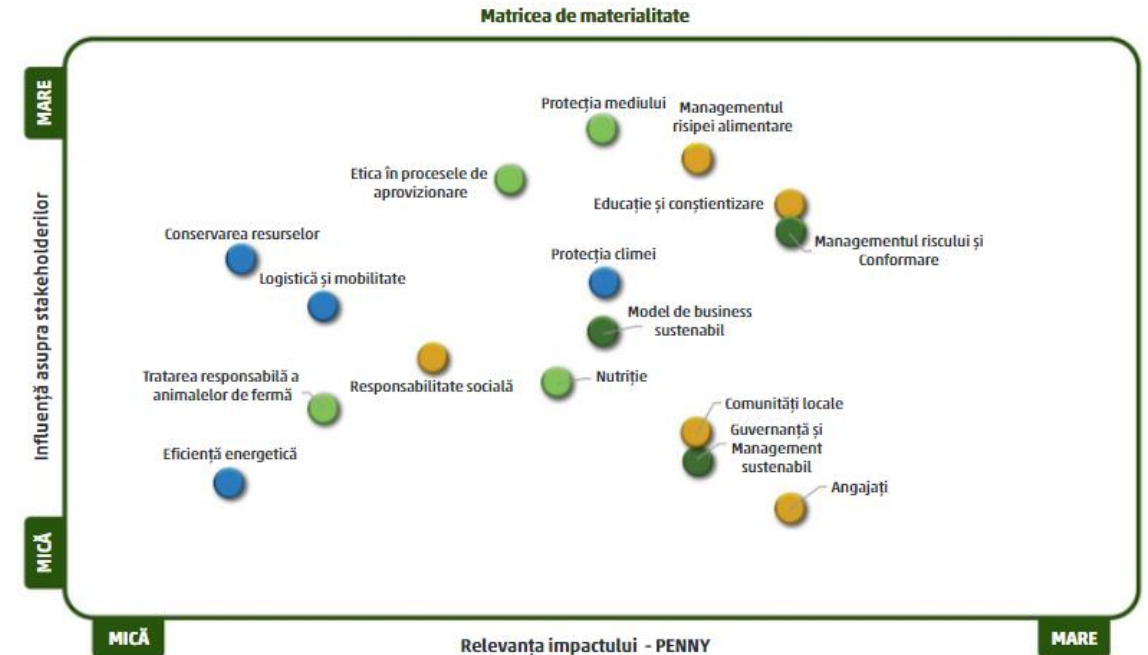 Matricea de materialitate
MARE
Influență asupra stakeholderilor
MICĂ
Protecția mediului
Managementul
risipei alimentare
Etica în procesele de
aprovizionare
Educație și conștientizare
Conservarea resurselor
Managementul riscului și
Conformare
Protecția climei
Logistică și mobilitate
Model de business
sustenabil
Tratarea responsabilă a
animalelor de fermă
Responsabilitate socială
Nutriție
Comunități locale
Guvernanță și
Management
sustenabil
Eficiență energetică
Angajați
MICĂ
Relevanța impactului - PENNY
MARE